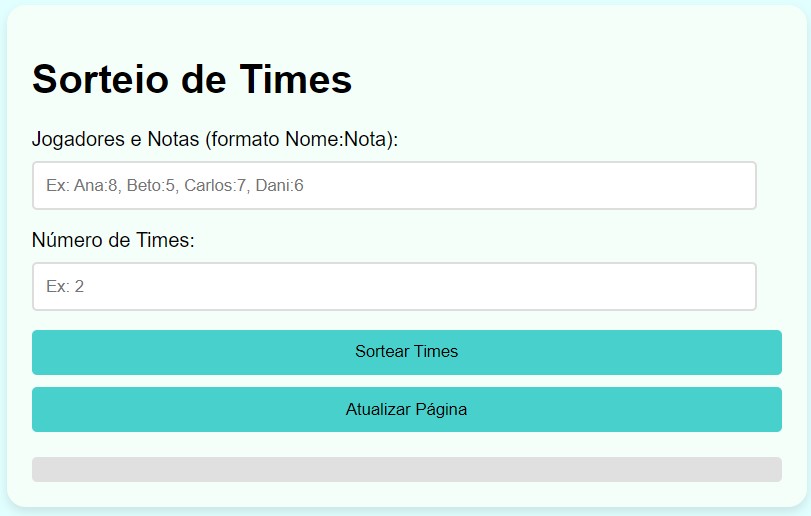 Sorteio de Times
Jogadores e Notas (formato Nome:Nota):
Ex: Ana:8, Beto:5, Carlos:7, Dani:6
Número de Times:
Ex: 2
Sortear Times
Atualizar Página